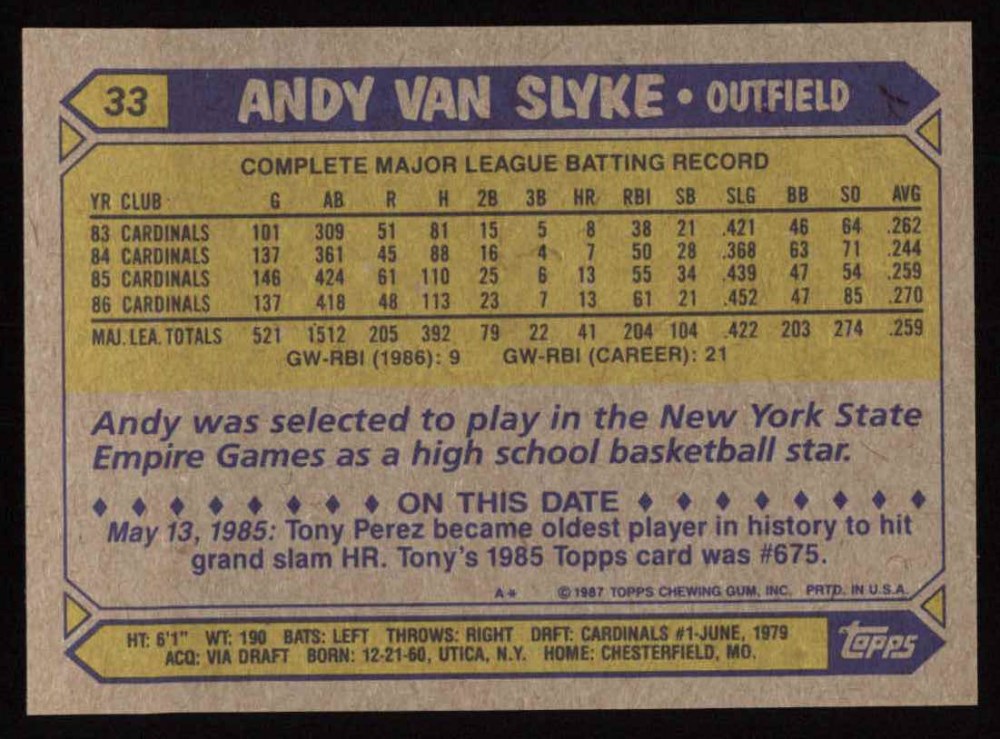 33 ANDY VAN SLYKE • OUTFIELD
COMPLETE MAJOR LEAGUE BATTING RECORD
YR CLUB G AB R H 2B 3B HR RBI SB SLG BB SO AVG
83 CARDINALS 101 309 51 81 15 5 8 38 21 .421 46 64 .262
84 CARDINALS 137 361 45 88 16 4 7 50 28 .368 63 71 .244
85 CARDINALS 146 424 61 110 25 6 13 55 34 .439 47 54 .259
86 CARDINALS 137 418 48 113 23 7 13 61 21 .452 47 85 .270
MAJ. LEA. TOTALS 521 1512 205 392 79 22 41 204 104 .422 203 274 .259
GW-RBI (1986): 9 GW-RBI (CAREER): 21
Andy was selected to play in the New York State
Empire Games as a high school basketball star.
♦ ♦ ♦ ♦ ♦ ♦ ♦ ♦ ON THIS DATE ♦ ♦ ♦ ♦ ♦ ♦ ♦ ♦
May 13, 1985: Tony Perez became oldest player in history to hit
grand slam HR. Tony's 1985 Topps card was #675.
A* © 1987 TOPPS CHEWING GUM, INC. PRTD. IN U.S.A.
HT: 6'1" WT: 190 BATS: LEFT THROWS: RIGHT DRFT: CARDINALS #1-JUNE, 1979
ACQ: VIA DRAFT BORN: 12-21-60, UTICA, N.Y. HOME: CHESTERFIELD, MO.
topps